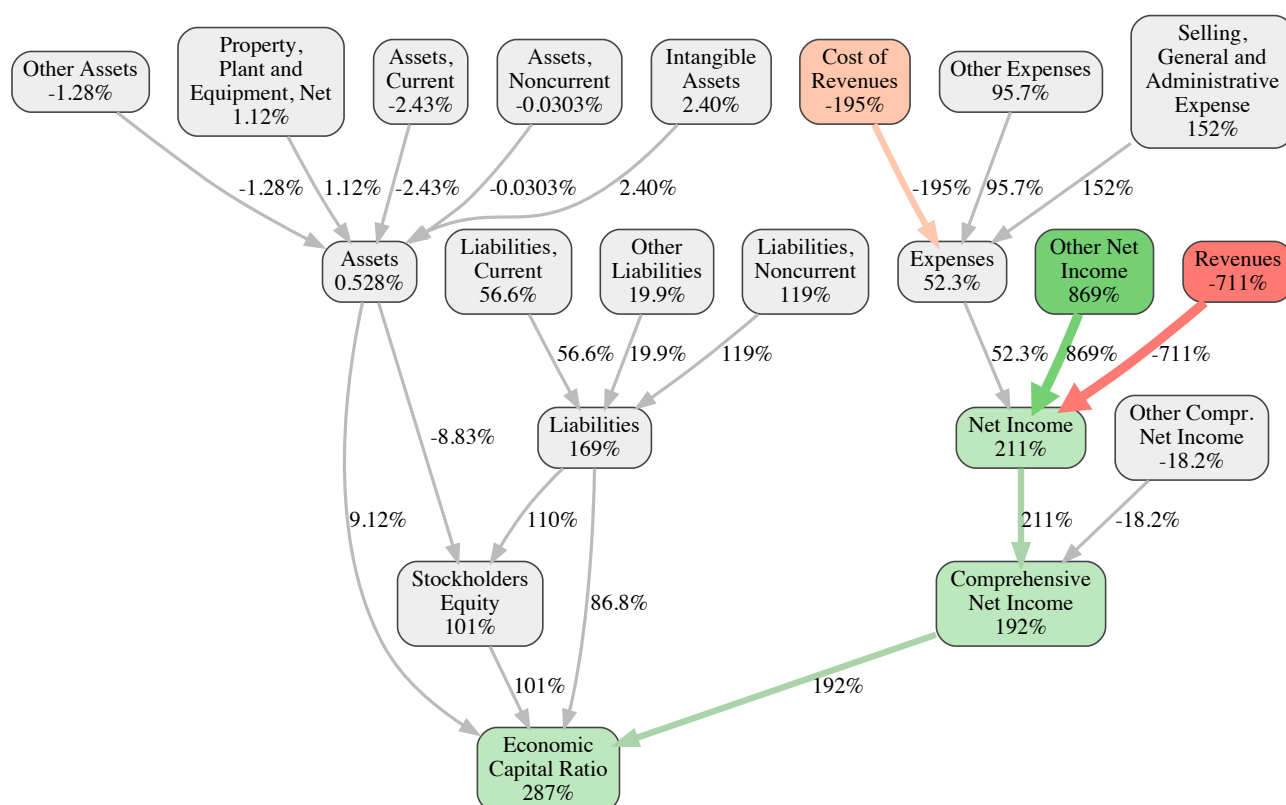 Other Assets
-1.28%
Property,
Plant and
Equipment, Net
1.12%
Assets,
Current
-2.43%
Assets,
Noncurrent
-0.0303%
Intangible
Assets
2.40%
Cost of
Revenues
-195%
Other Expenses
95.7%
Selling,
General and
Administrative
Expense
152%
-1.28%
1.12%
-2.43%
-0.0303%
2.40%
-195%
95.7%
152%
Assets
0.528%
Liabilities,
Current
56.6%
Other
Liabilities
19.9%
Liabilities,
Noncurrent
119%
Expenses
52.3%
Other Net
Income
869%
Revenues
-711%
56.6%
19.9%
119%
52.3%
869%
-711%
-8.83%
Liabilities
169%
Net Income
211%
Other Compr.
Net Income
-18.2%
9.12%
110%
211%
-18.2%
Stockholders
Equity
101%
86.8%
Comprehensive
Net Income
192%
101%
192%
Economic
Capital Ratio
287%